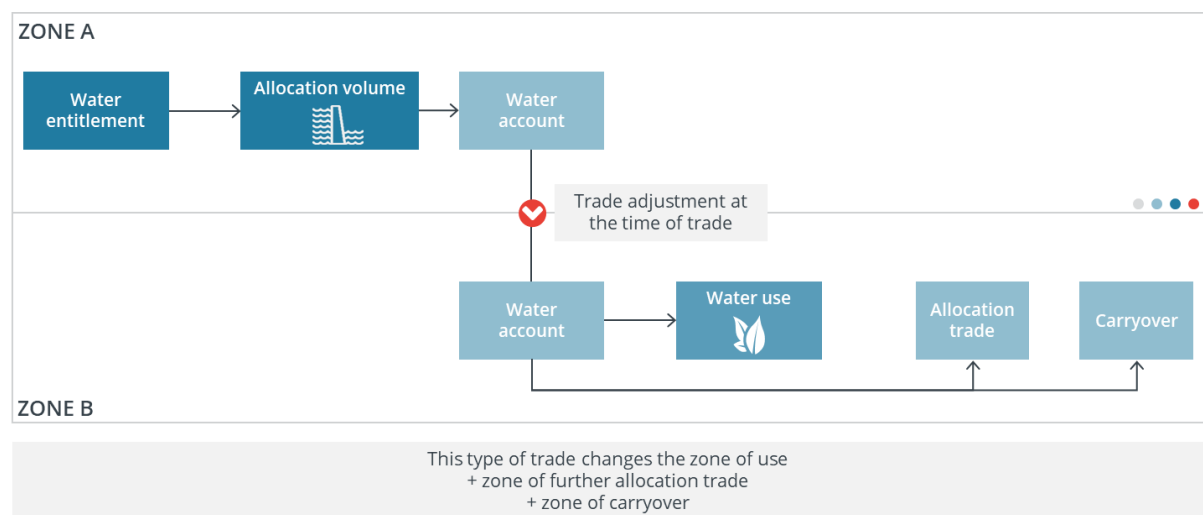 ZONE A
Water
entitlement
Allocation volume
Water
account
Trade adjustment at
the time of trade
Water
account
Water use
Allocation
trade
Carryover
ZONE B
This type of trade changes the zone of use
+ zone of further allocation trade
+ zone of carryover